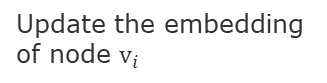 Update the embedding
of node v𝑖